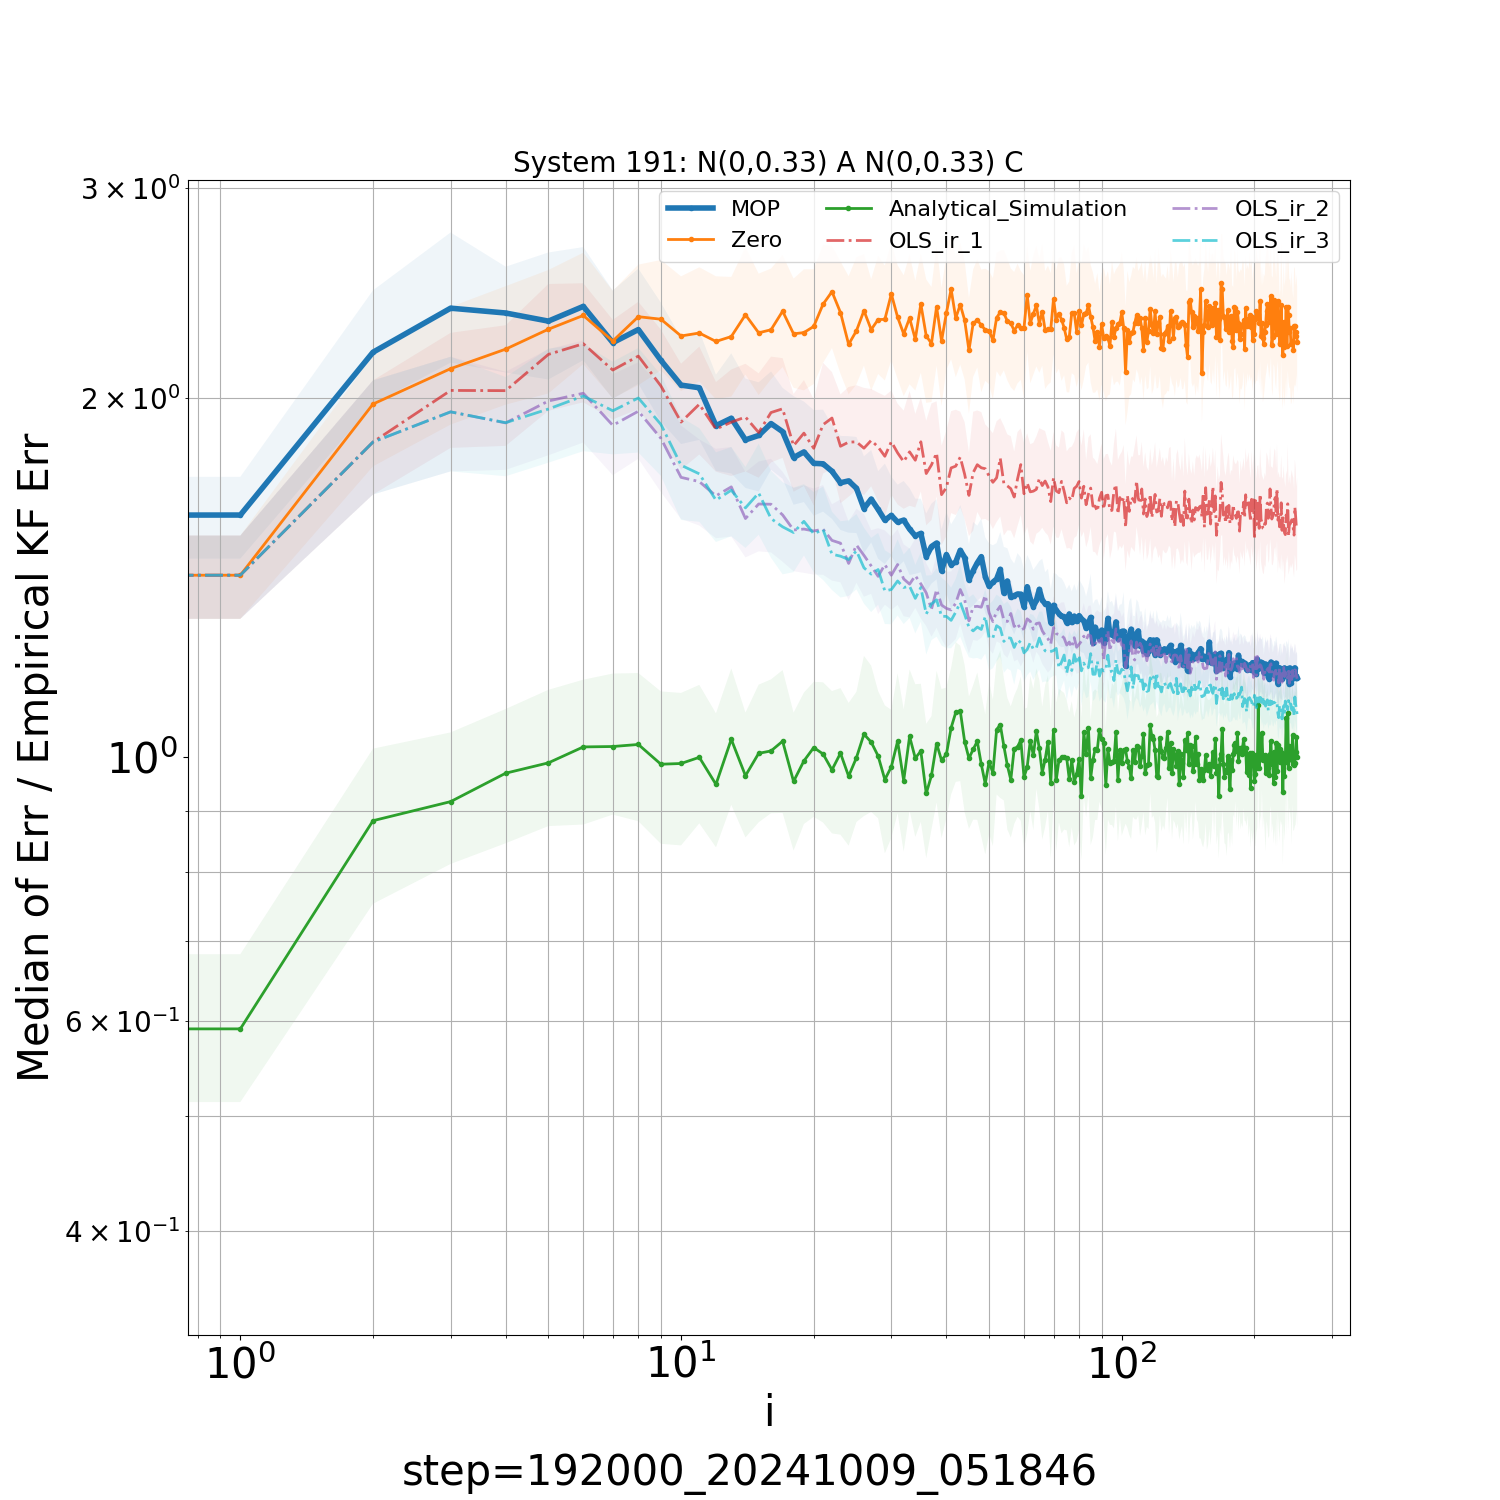 System 191: N(0,0.33) A N(0,0.33) C
MOP
Zero
Analytical_Simulation
OLS_ir_1
OLS_ir_2
OLS_ir_3
Median of Err / Empirical KF Err
3 × 10⁰
2 × 10⁰
10⁰
6 × 10⁻¹
4 × 10⁻¹
10⁰ 10¹ 10²
i
step=192000_20241009_051846